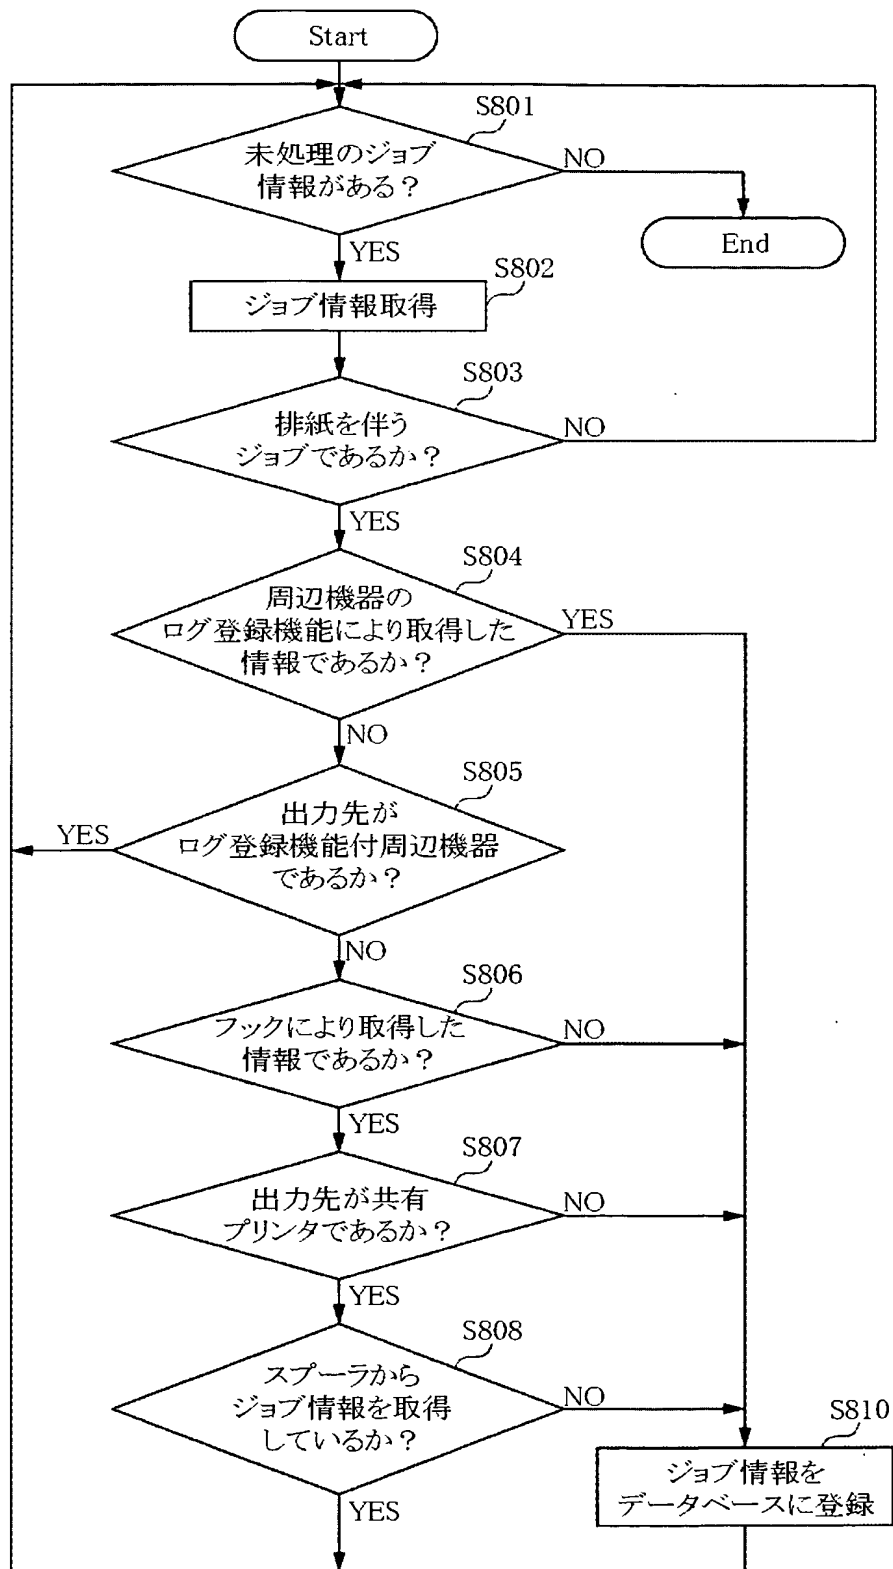 Start
S801
未処理のジョブ
情報がある?
NO
End
YES
S802
ジョブ情報取得
S803
排紙を伴う
ジョブであるか?
NO
YES
S804
周辺機器の
ログ登録機能により取得した
情報であるか?
YES
NO
S805
出力先が
ログ登録機能付周辺機器
であるか?
YES
NO
S806
フックにより取得した
情報であるか?
NO
YES
S807
出力先が共有
プリンタであるか?
NO
YES
S808
スプーラから
ジョブ情報を取得
しているか?
NO
YES
S810
ジョブ情報を
データベースに登録